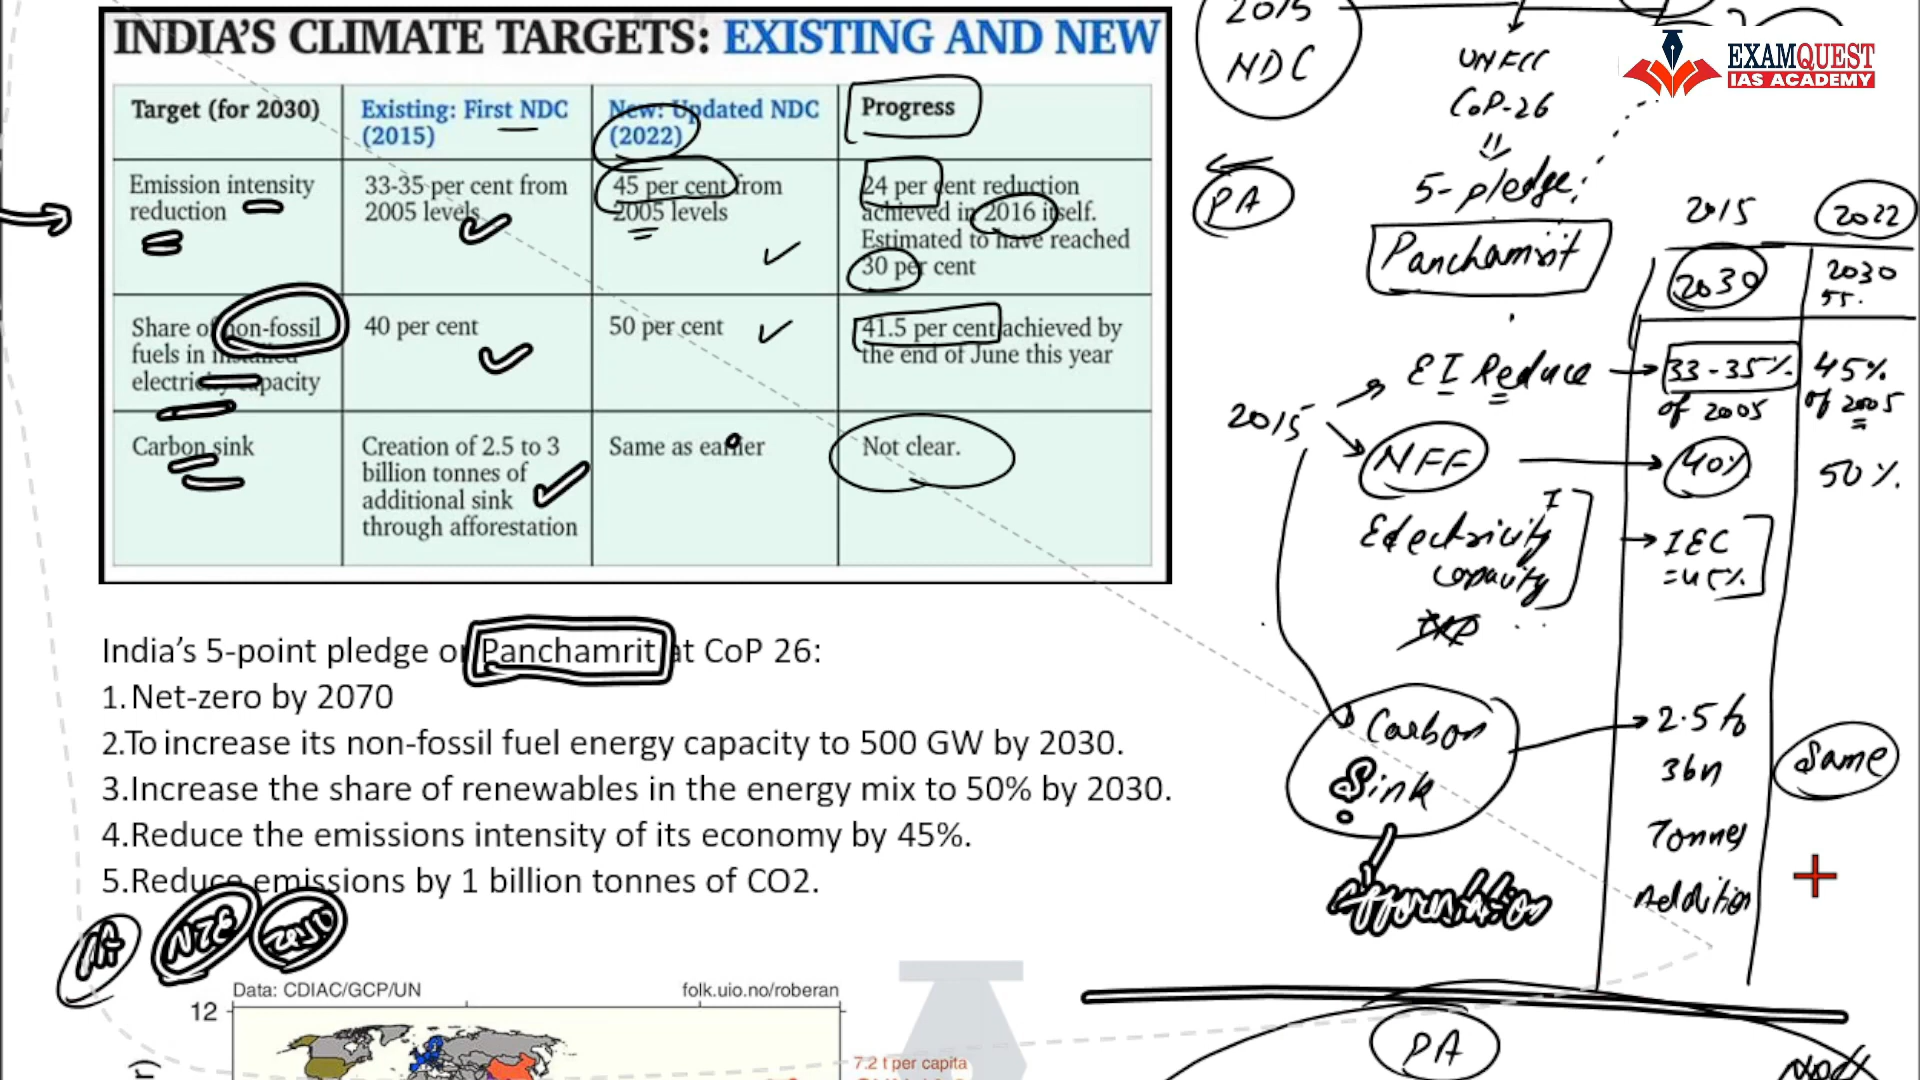 INDIA'S CLIMATE TARGETS: EXISTING AND NEW
Target (for 2030)
Existing: First NDC
(2015)
New: Updated NDC
(2022)
Progress
Emission intensity
reduction
33-35 per cent from
2005 levels
45 per cent from
2005 levels
24 per cent reduction
achieved in 2016 itself.
Estimated to have reached
30 per cent
Share of non-fossil
fuels in installed
electricity capacity
40 per cent
50 per cent
41.5 per cent achieved by
the end of June this year
Carbon sink
Creation of 2.5 to 3
billion tonnes of
additional sink
through afforestation
Same as earlier
Not clear.
India's 5-point pledge or Panchamrit at CoP 26:
1. Net-zero by 2070
2.To increase its non-fossil fuel energy capacity to 500 GW by 2030.
3.Increase the share of renewables in the energy mix to 50% by 2030.
4.Reduce the emissions intensity of its economy by 45%.
5.Reduce emissions by 1 billion tonnes of CO2.
NZE
Data: CDIAC/GCP/UN
folk.uio.no/roberan
12
7.2 t per capita
2015
NDC
UNFCC
CoP-26
5-pledge:
Panchamrit
PA
EXAMQUEST
IAS ACADEMY
2015
2022
2030
2030
2015
EI Reduce
33-35%
of 2005
45%
of 2005
NFF
40%
50%
Electricity
capacity
I
IEC
Carbon
Sink
afforestation
2.5 to
3bn
Tonnes
Addition
Same
PA